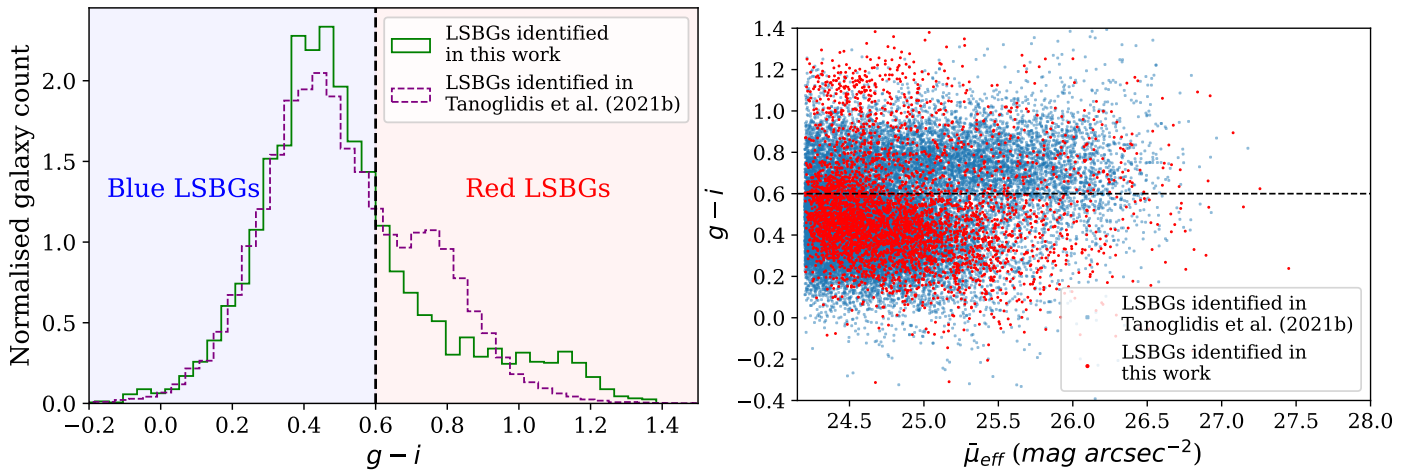 Normalised galaxy count
2.0
1.5
1.0
0.5
0.0
−0.2 0.0 0.2 0.4 0.6 0.8 1.0 1.2 1.4
g − i
Blue LSBGs
Red LSBGs
LSBGs identified
in this work
LSBGs identified in
Tanoglidis et al. (2021b)
g − i
1.4
1.2
1.0
0.8
0.6
0.4
0.2
0.0
−0.2
−0.4
24.5 25.0 25.5 26.0 26.5 27.0 27.5 28.0
μ̄eff (mag arcsec⁻²)
LSBGs identified in
Tanoglidis et al. (2021b)
LSBGs identified in
this work